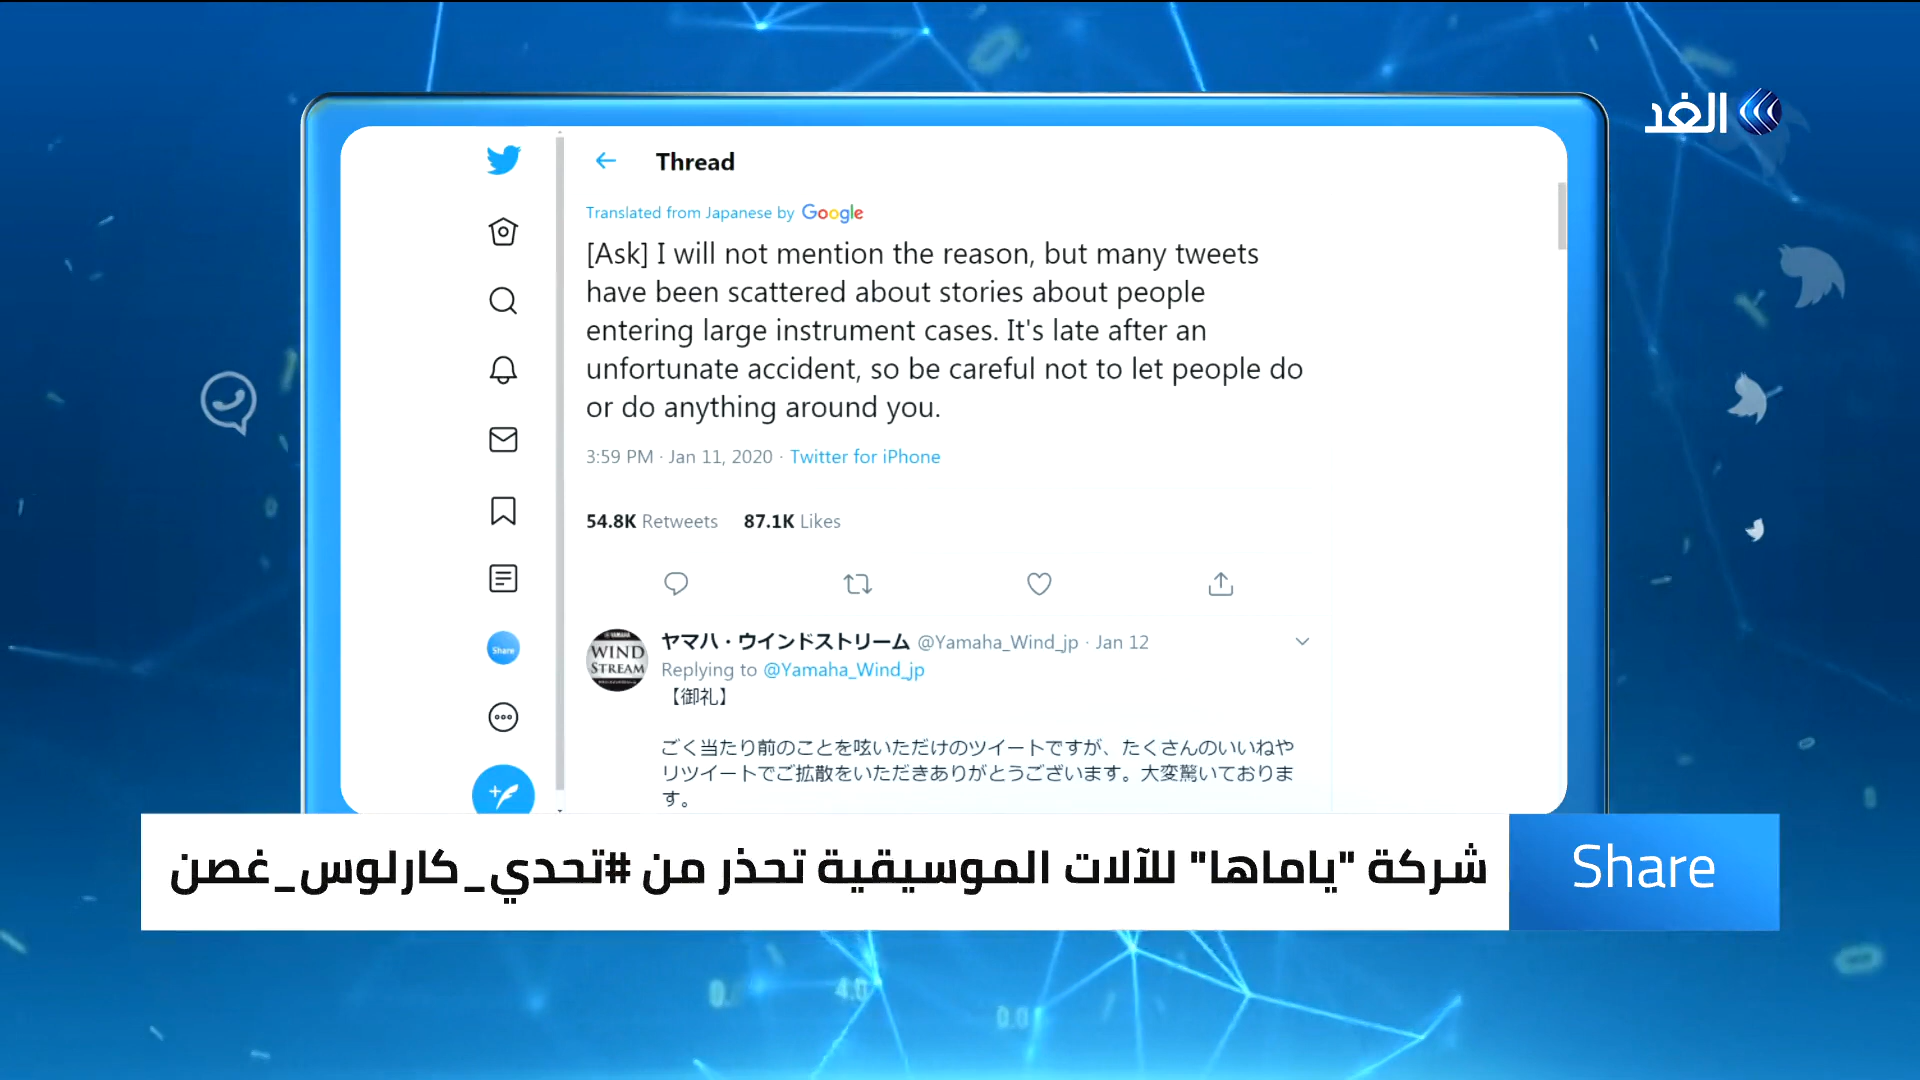 الغد
Thread
Translated from Japanese by Google
[Ask] I will not mention the reason, but many tweets
have been scattered about stories about people
entering large instrument cases. It's late after an
unfortunate accident, so be careful not to let people do
or do anything around you.
3:59 PM · Jan 11, 2020 · Twitter for iPhone
54.8K Retweets 87.1K Likes
YAMAHA
WIND
STREAM
ヤマハ・ウインドストリーム @Yamaha_Wind_jp · Jan 12
Replying to @Yamaha_Wind_jp
【御礼】
ごく当たり前のことを呟いただけのツイートですが、たくさんのいいねや
リツイートでご拡散をいただきありがとうございます。大変驚いておりま
す。
Share
شركة "ياماها" للآلات الموسيقية تحذر من #تحدي_كارلوس_غصن
Share
0.
4.0
0.0